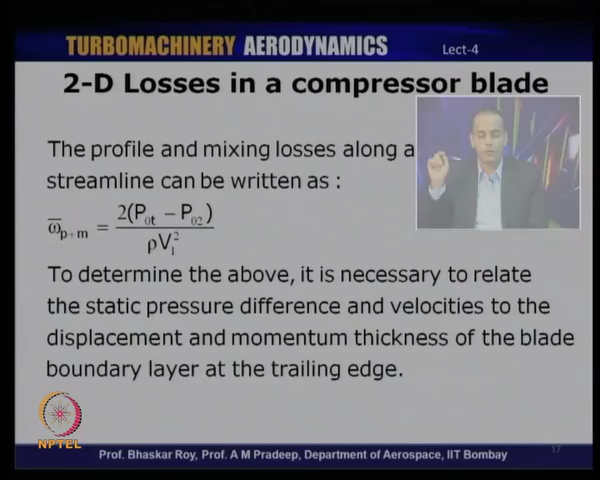 TURBOMACHINERY AERODYNAMICS
Lect-4
2-D Losses in a compressor blade
The profile and mixing losses along a
streamline can be written as :
ω̅ₚ₊ₘ = 2(P₀ₜ − P₀₂) / ρV₁²
To determine the above, it is necessary to relate
the static pressure difference and velocities to the
displacement and momentum thickness of the blade
boundary layer at the trailing edge.
NPTEL
Prof. Bhaskar Roy, Prof. A M Pradeep, Department of Aerospace, IIT Bombay
17